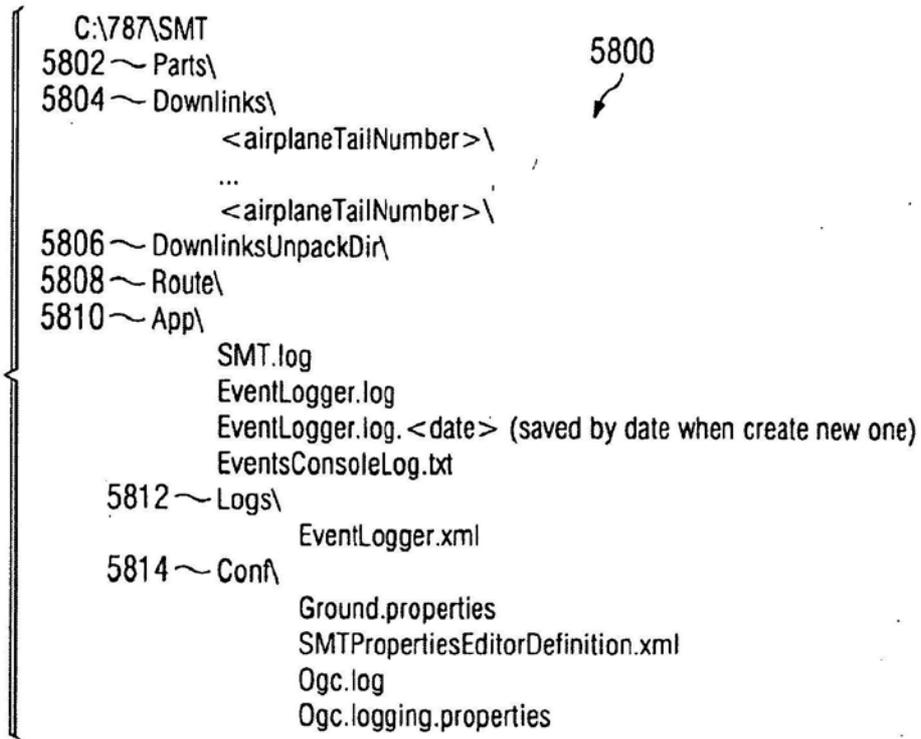 C:\787\SMT
5800
5802 ~ Parts\
5804 ~ Downlinks\
<airplaneTailNumber>\
...
<airplaneTailNumber>\
5806 ~ DownlinksUnpackDir\
5808 ~ Route\
5810 ~ App\
SMT.log
EventLogger.log
EventLogger.log.<date> (saved by date when create new one)
EventsConsoleLog.txt
5812 ~ Logs\
EventLogger.xml
5814 ~ Conf\
Ground.properties
SMTPropertiesEditorDefinition.xml
Ogc.log
Ogc.logging.properties